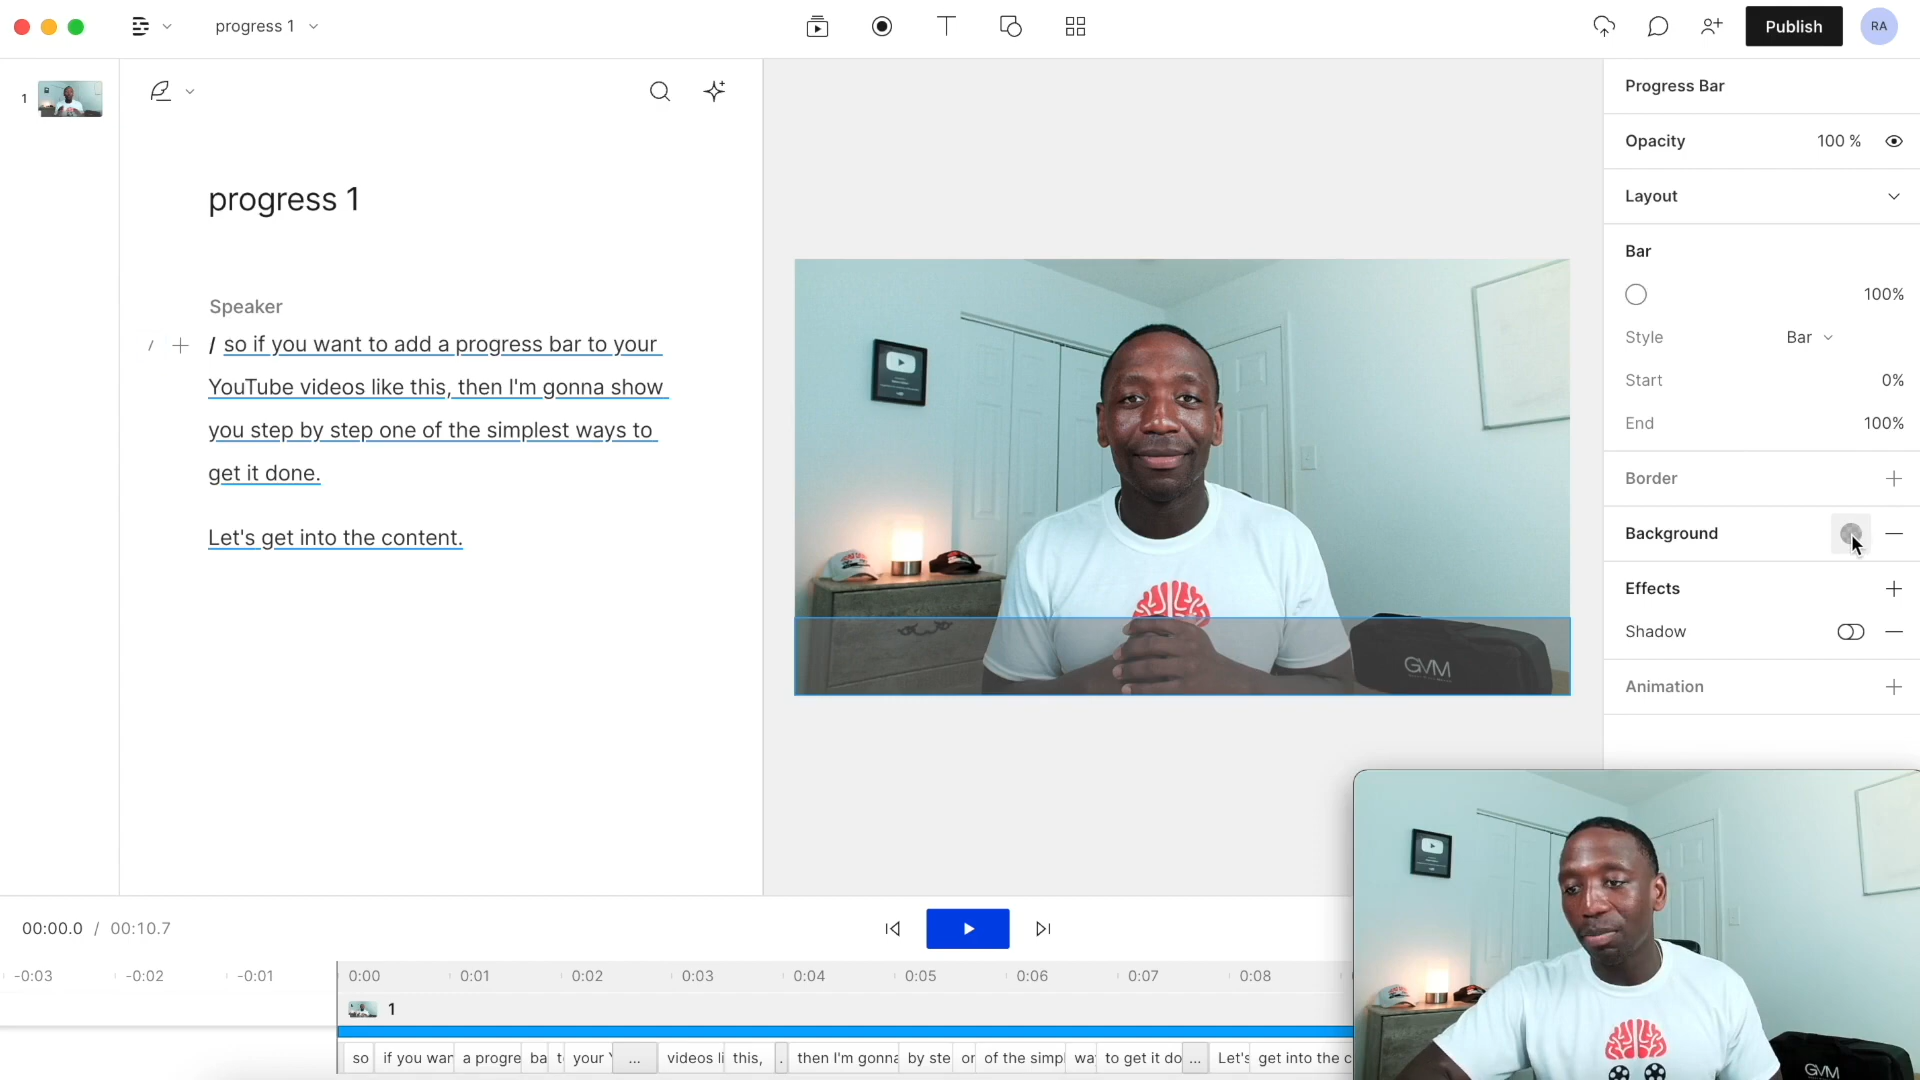 progress 1
Publish
RA
1
progress 1
Speaker
/ + / so if you want to add a progress bar to your
YouTube videos like this, then I'm gonna show
you step by step one of the simplest ways to
get it done.
Let's get into the content.
GVM
Progress Bar
Opacity 100 %
Layout
Bar
100%
Style Bar
Start 0%
End 100%
Border
Background
Effects
Shadow
Animation
00:00.0 / 00:10.7
-0:03 -0:02 -0:01 0:00 0:01 0:02 0:03 0:04 0:05 0:06 0:07 0:08
1
so if you wan a progre ba t your ... videos li this, . then I'm gonna by ste or of the simp wa to get it do ... Let's get into the c
GVM